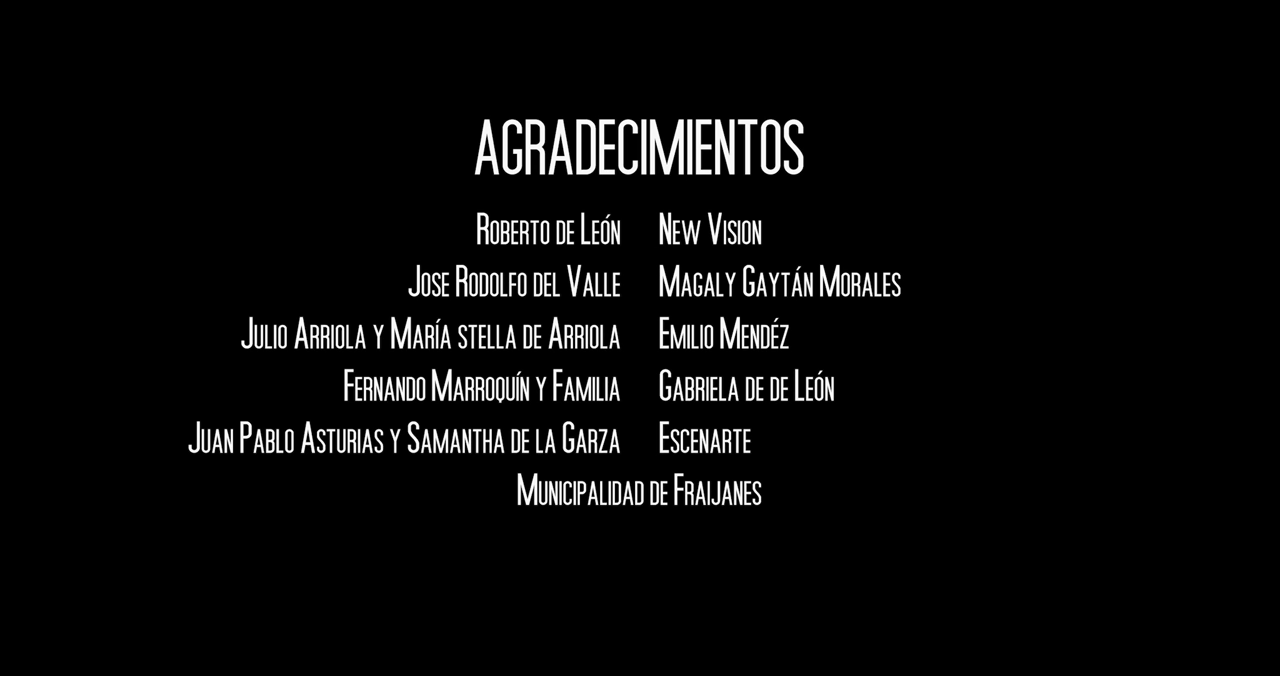 AGRADECIMIENTOS
ROBERTO DE LEÓN NEW VISION
JOSE RODOLFO DEL VALLE MAGALY GAYTÁN MORALES
JULIO ARRIOLA Y MARÍA STELLA DE ARRIOLA EMILIO MENDÉZ
FERNANDO MARROQUÍN Y FAMILIA GABRIELA DE DE LEÓN
JUAN PABLO ASTURIAS Y SAMANTHA DE LA GARZA ESCENARTE
MUNICIPALIDAD DE FRAIJANES